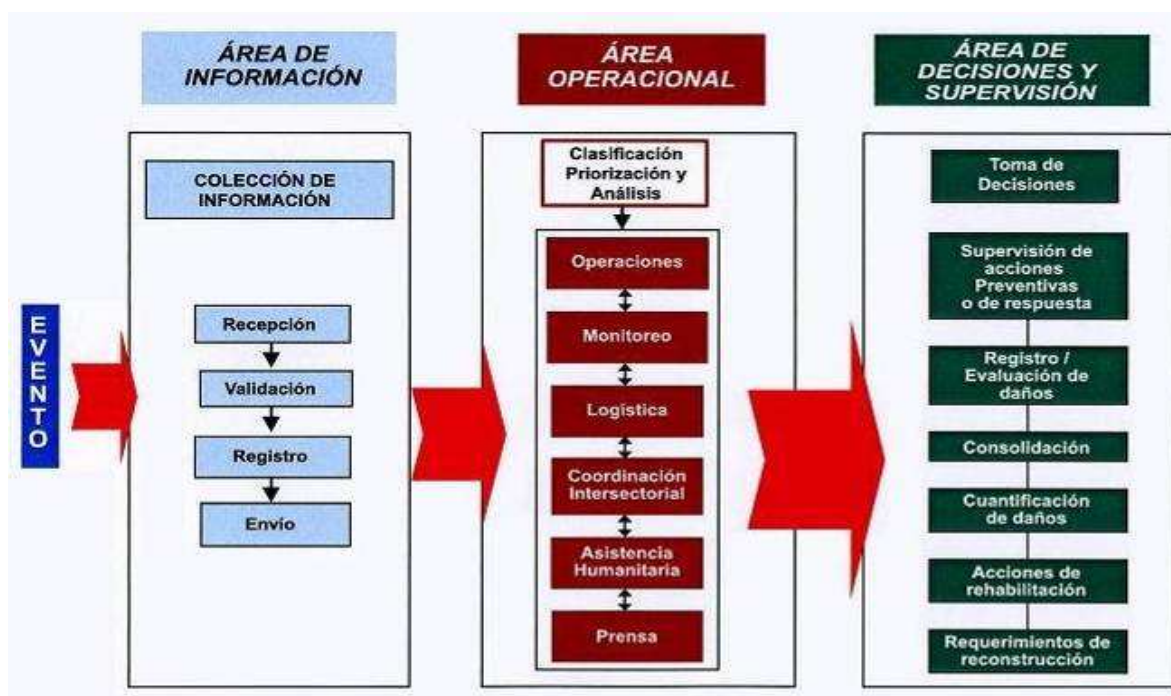 ÁREA DE
INFORMACIÓN
COLECCIÓN DE
INFORMACIÓN
EVENTO
Recepción
Validación
Registro
Envío
ÁREA
OPERACIONAL
Clasificación
Priorización y
Análisis
Operaciones
Monitoreo
Logística
Coordinación
Intersectorial
Asistencia
Humanitaria
Prensa
ÁREA DE
DECISIONES Y
SUPERVISIÓN
Toma de
Decisiones
Supervisión de
acciones
Preventivas
o de respuesta
Registro /
Evaluación de
daños
Consolidación
Cuantificación
de daños
Acciones de
rehabilitación
Requerimientos de
reconstrucción